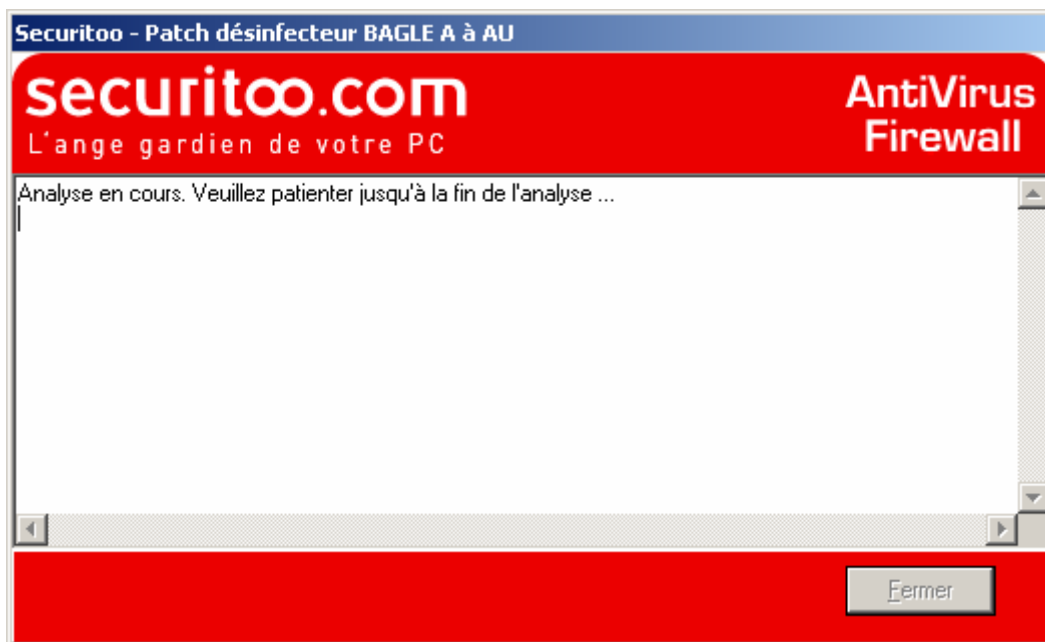 Securitoo - Patch désinfecteur BAGLE A à AU
securitoo.com
L'ange gardien de votre PC
AntiVirus
Firewall
Analyse en cours. Veuillez patienter jusqu'à la fin de l'analyse ...
Fermer